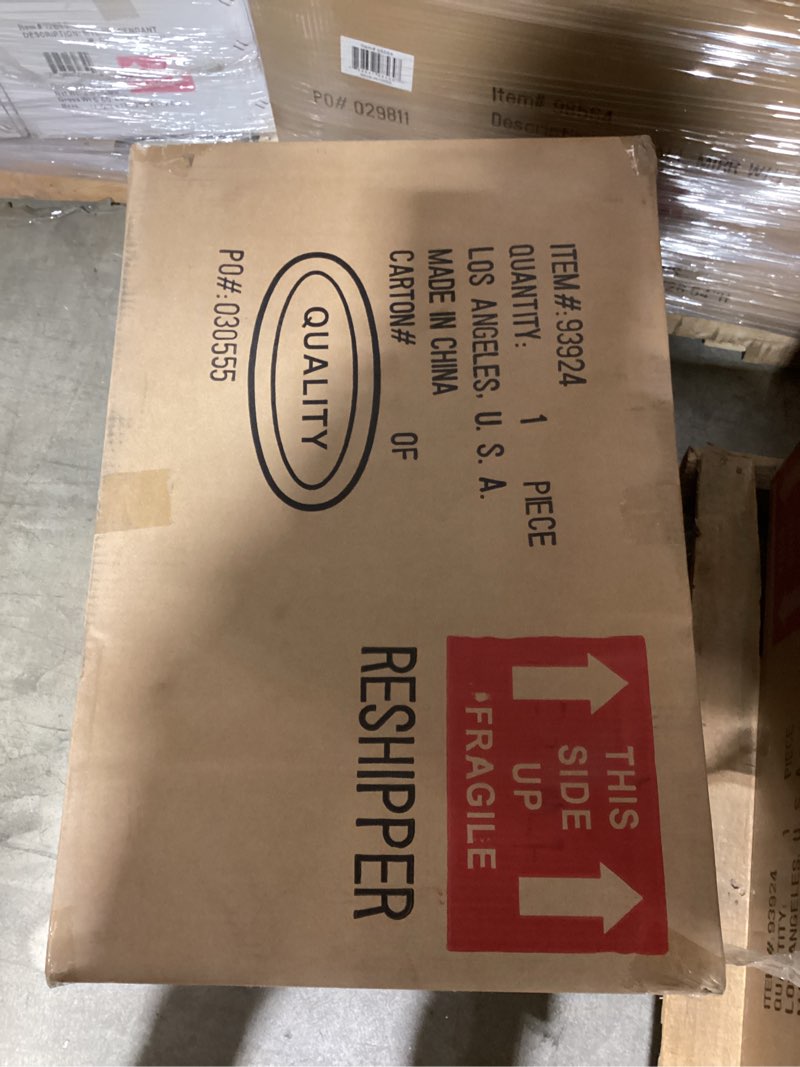 PO# 029811
Item#
ITEM#:93924
QUANTITY: 1 PIECE
LOS ANGELES, U. S. A.
MADE IN CHINA
CARTON# OF
QUALITY
PO#:030555
THIS
SIDE
UP
FRAGILE
RESHIPPER